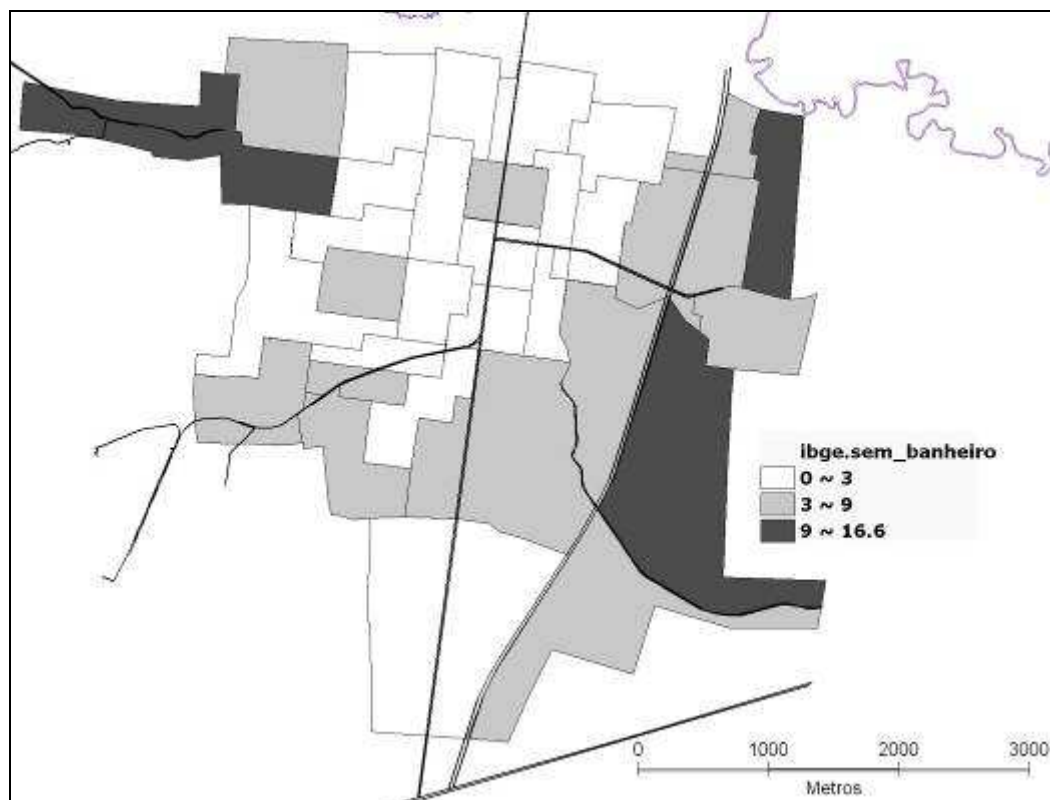 ibge.sem_banheiro
0 ~ 3
3 ~ 9
9 ~ 16.6
0 1000 2000 3000
Metros